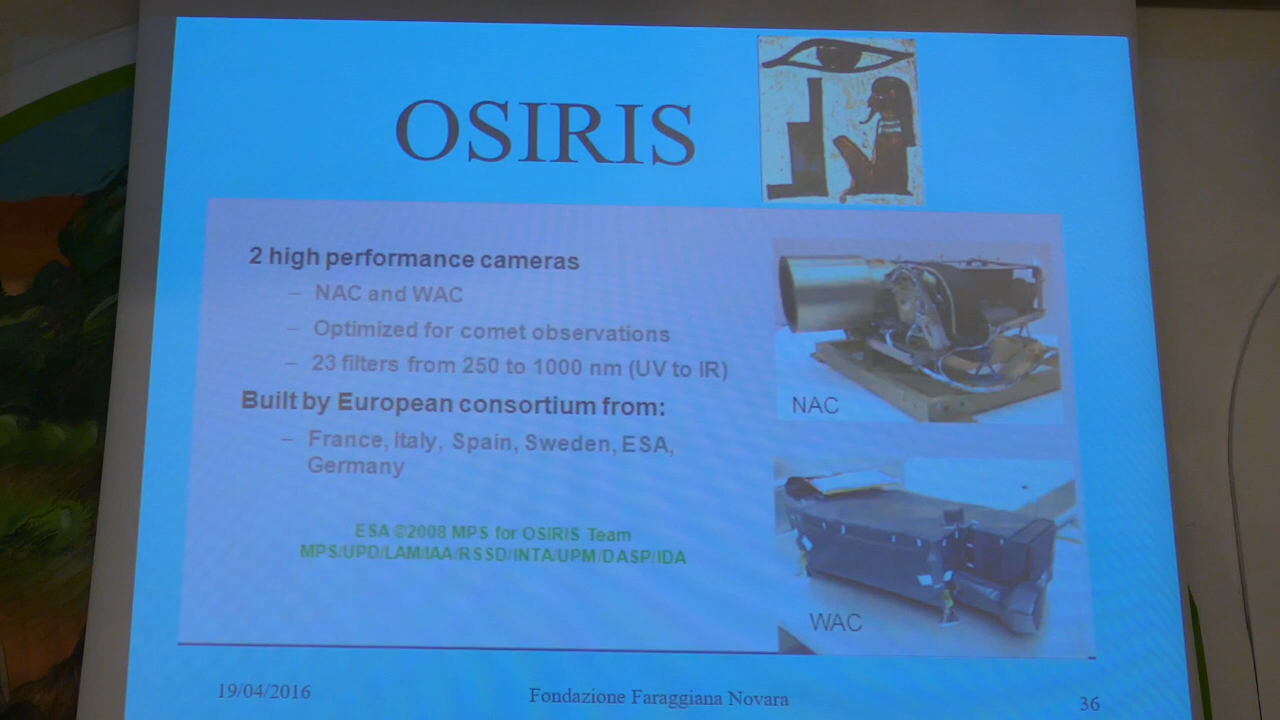 OSIRIS
2 high performance cameras
– NAC and WAC
– Optimized for comet observations
– 23 filters from 250 to 1000 nm (UV to IR)
Built by European consortium from:
– France, Italy, Spain, Sweden, ESA,
Germany
ESA ©2008 MPS for OSIRIS Team
MPS/UPD/LAM/IAA/RSSD/INTA/UPM/DASP/IDA
NAC
WAC
19/04/2016
Fondazione Faraggiana Novara
36